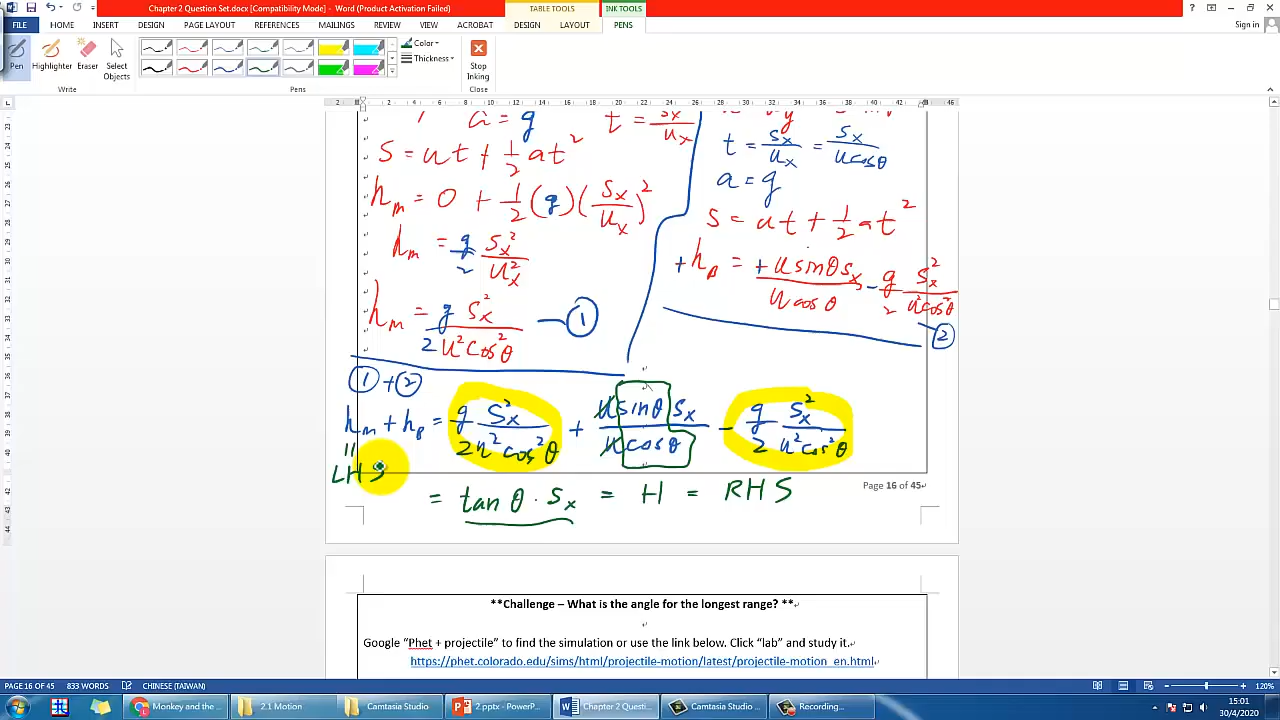 Chapter 2 Question Set.docx [Compatibility Mode] - Word (Product Activation Failed)
TABLE TOOLS
INK TOOLS
FILE HOME INSERT DESIGN PAGE LAYOUT REFERENCES MAILINGS REVIEW VIEW ACROBAT DESIGN LAYOUT PENS
Sign in
Pen Highlighter Eraser Select Objects
Color
Thickness
Stop Inking
Write Pens Close
a = g t = sx/ux
s = ut + 1/2 at²
hm = 0 + 1/2 (g)(sx/ux)²
hm = g/2 sx²/ux²
hm = g sx²/2u²cos²θ — ①
t = sx/ux = sx/ucosθ
a = g
s = ut + 1/2 at²
+hB = +usinθsx/ucosθ - g/2 sx²/u²cos²θ — ②
① + ②
hm + hB = g sx²/2u²cos²θ + usinθ sx/ucosθ - g/2 sx²/u²cos²θ
LHS
= tanθ · sx = H = RHS
Page 16 of 45
**Challenge – What is the angle for the longest range? **
Google “Phet + projectile” to find the simulation or use the link below. Click “lab” and study it.
https://phet.colorado.edu/sims/html/projectile-motion/latest/projectile-motion_en.html
PAGE 16 OF 45 833 WORDS CHINESE (TAIWAN) 120%
Monkey and the ... 2.1 Motion Camtasia Studio 2.pptx - PowerP... Chapter 2 Questi... Camtasia Studio ... Recording...
15:01
30/4/2020